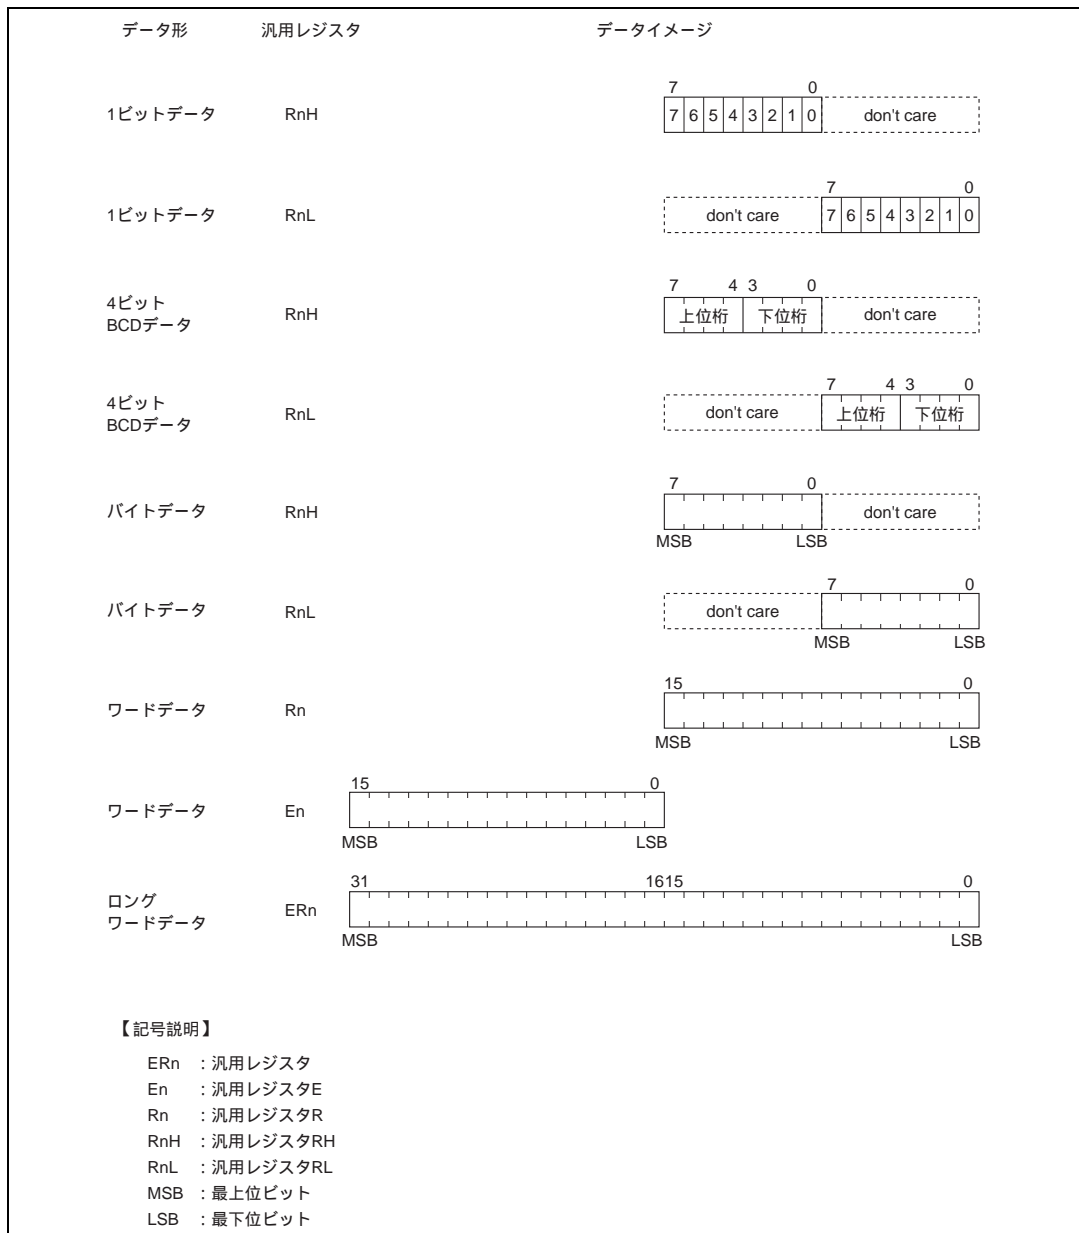 データ形 汎用レジスタ データイメージ
7 0
1ビットデータ RnH 7 6 5 4 3 2 1 0 don't care
7 0
1ビットデータ RnL don't care 7 6 5 4 3 2 1 0
7 4 3 0
4ビット
BCDデータ RnH 上位桁 下位桁 don't care
7 4 3 0
4ビット
BCDデータ RnL don't care 上位桁 下位桁
7 0
バイトデータ RnH don't care
MSB LSB
7 0
バイトデータ RnL don't care
MSB LSB
15 0
ワードデータ Rn
MSB LSB
15 0
ワードデータ En
MSB LSB
31 1615 0
ロング
ワードデータ ERn
MSB LSB
【記号説明】
ERn :汎用レジスタ
En :汎用レジスタE
Rn :汎用レジスタR
RnH :汎用レジスタRH
RnL :汎用レジスタRL
MSB :最上位ビット
LSB :最下位ビット